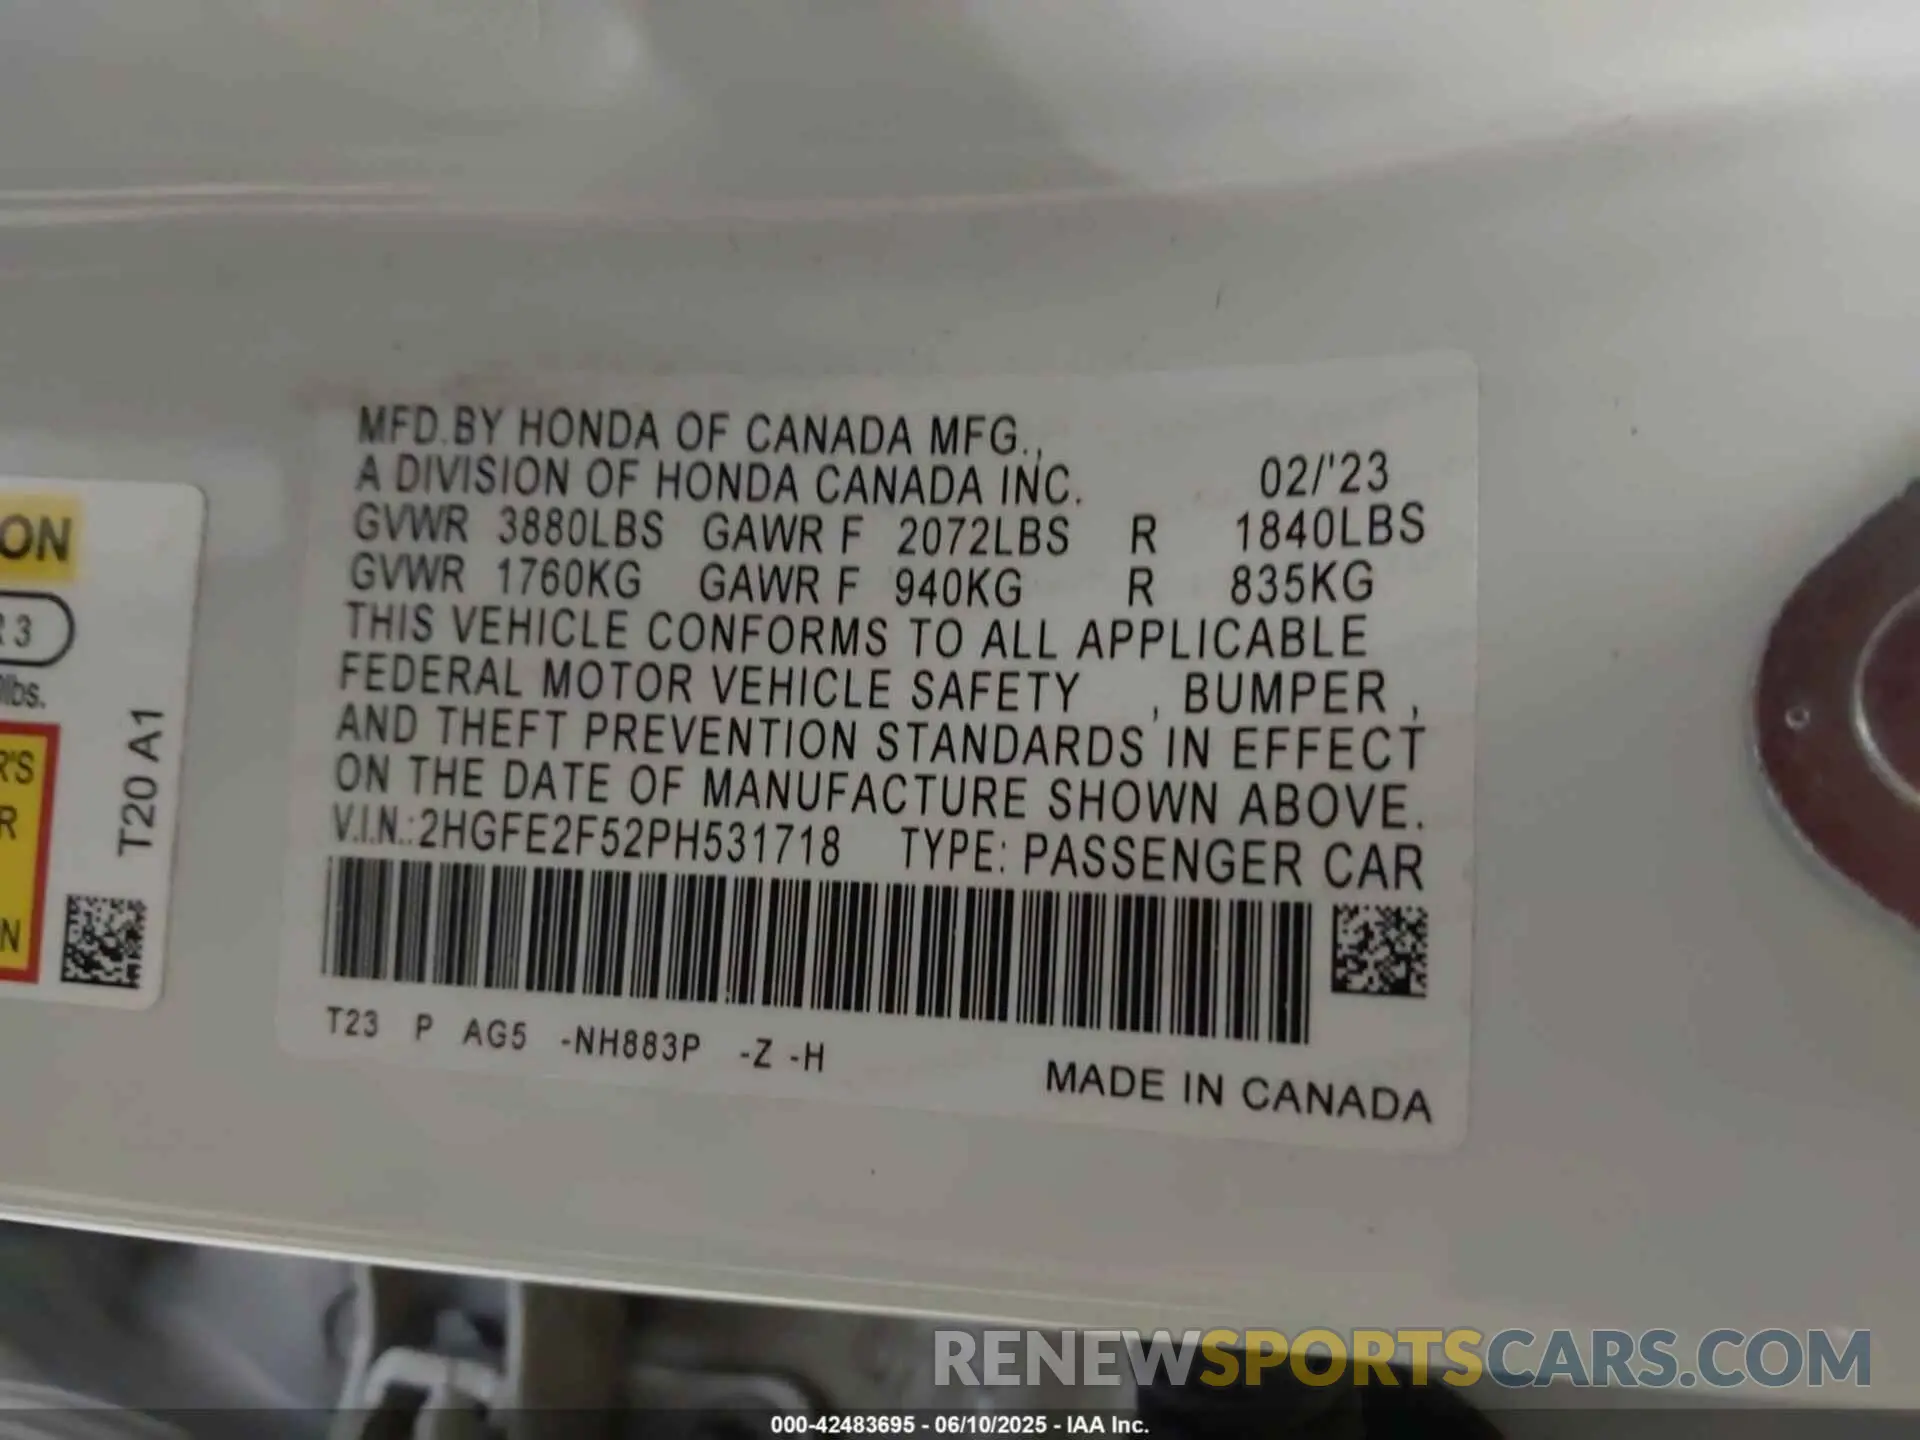 MFD.BY HONDA OF CANADA MFG.,
A DIVISION OF HONDA CANADA INC. 02/'23
GVWR 3880LBS GAWR F 2072LBS R 1840LBS
GVWR 1760KG GAWR F 940KG R 835KG
THIS VEHICLE CONFORMS TO ALL APPLICABLE
FEDERAL MOTOR VEHICLE SAFETY , BUMPER ,
AND THEFT PREVENTION STANDARDS IN EFFECT
ON THE DATE OF MANUFACTURE SHOWN ABOVE.
V.I.N.:2HGFE2F52PH531718 TYPE: PASSENGER CAR
T23 P AG5 -NH883P -Z -H
MADE IN CANADA
ON
R 3
lbs.
R'S
R
N
T20 A1
RENEWSPORTSCARS.COM
000-42483695 - 06/10/2025 - IAA Inc.